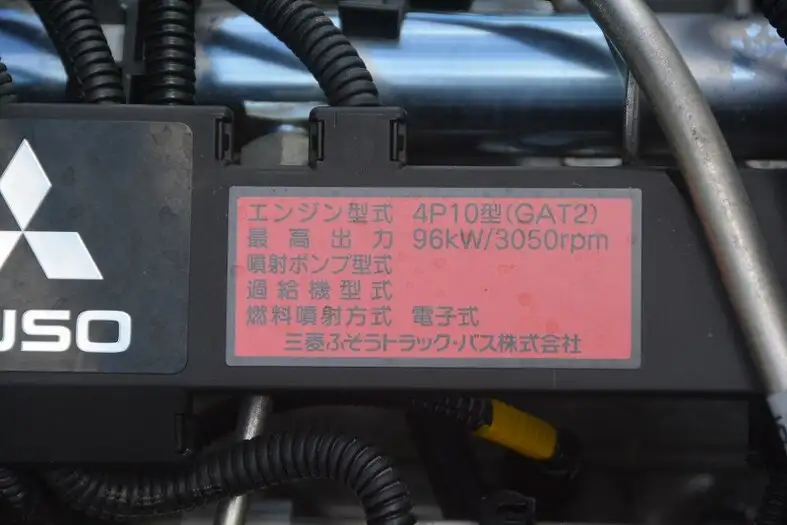 エンジン型式 4P10型(GAT2)
最高出力 96kW/3050rpm
噴射ポンプ型式
過給機型式
燃料噴射方式 電子式
三菱ふそうトラック・バス株式会社
USO